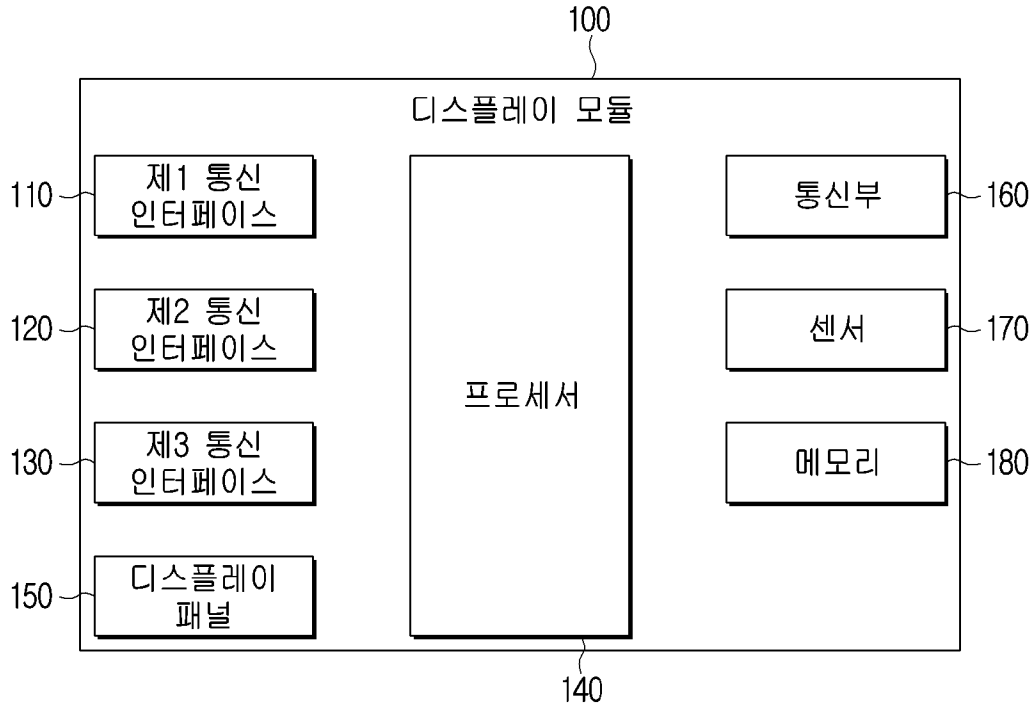 100
디스플레이 모듈
110
제1 통신
인터페이스
120
제2 통신
인터페이스
130
제3 통신
인터페이스
150
디스플레이
패널
프로세서
140
통신부
160
센서
170
메모리
180